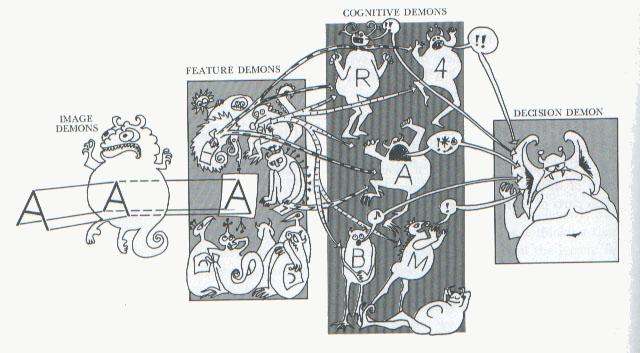 COGNITIVE DEMONS
FEATURE DEMONS
IMAGE
DEMONS
DECISION DEMON
A
A
A
R
4
A
B
M
!!
!!
!